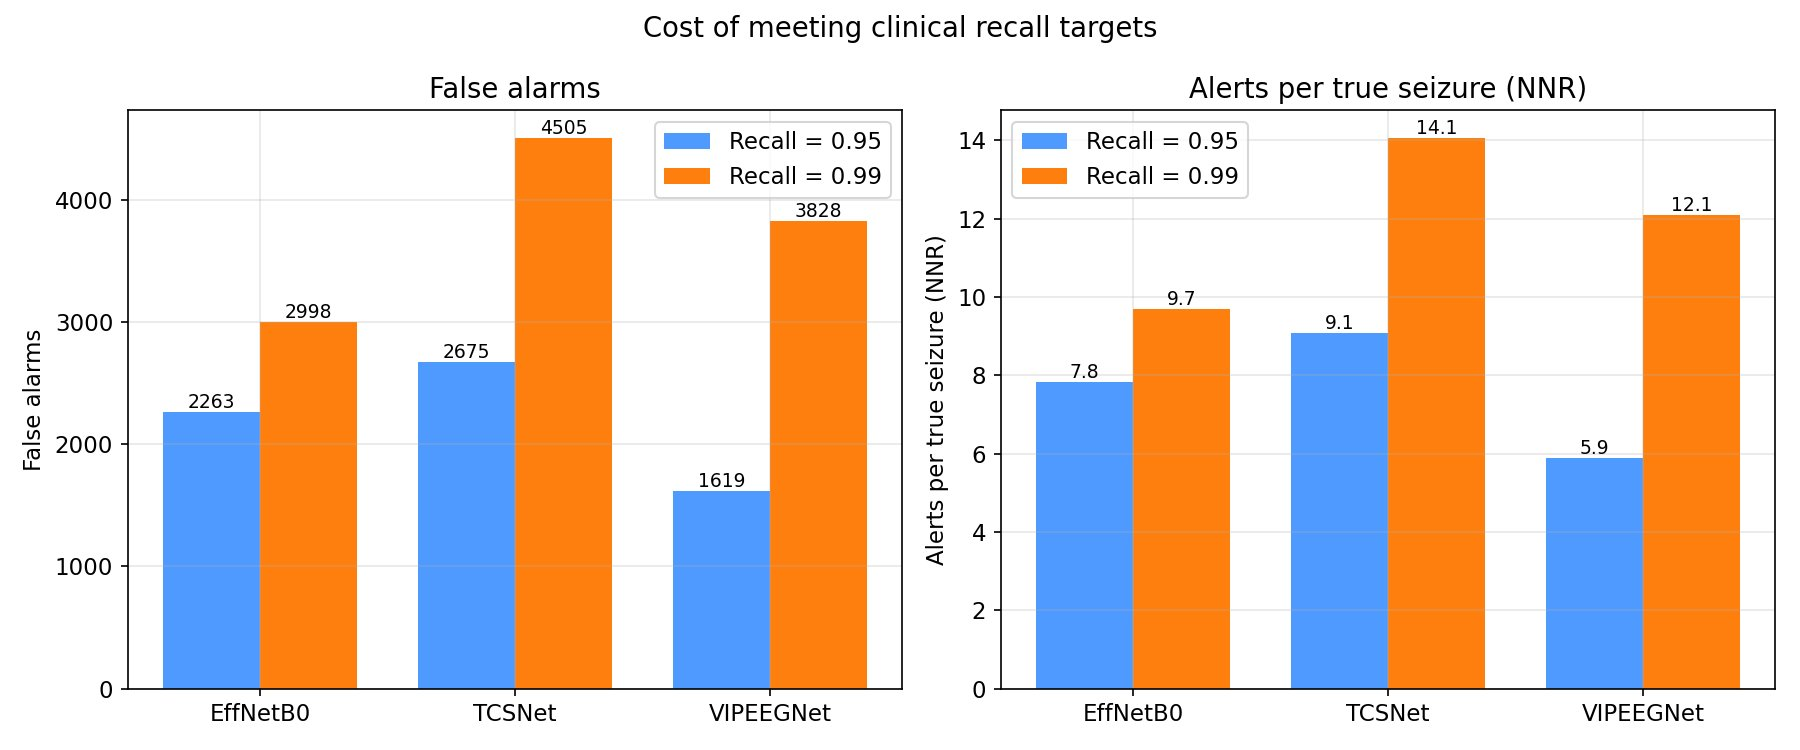 Cost of meeting clinical recall targets
False alarms
False alarms
4000
3000
2000
1000
0
2263
2998
2675
4505
1619
3828
Recall = 0.95
Recall = 0.99
EffNetB0
TCSNet
VIPEEGNet
Alerts per true seizure (NNR)
Alerts per true seizure (NNR)
14
12
10
8
6
4
2
0
Recall = 0.95
Recall = 0.99
7.8
9.7
9.1
14.1
5.9
12.1
EffNetB0
TCSNet
VIPEEGNet